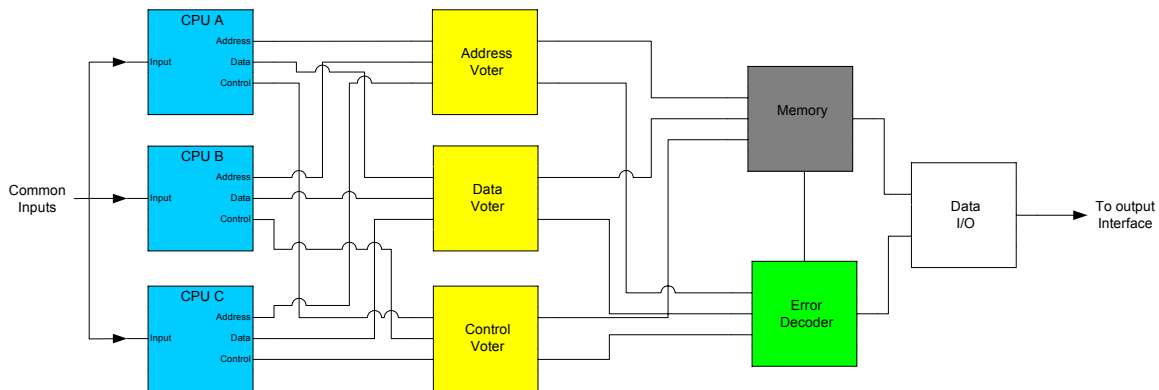 CPU A
Address
Input
Data
Control
CPU B
Address
Input
Data
Control
CPU C
Address
Input
Data
Control
Common
Inputs
Address
Voter
Data
Voter
Control
Voter
Memory
Error
Decoder
Data
I/O
To output
Interface